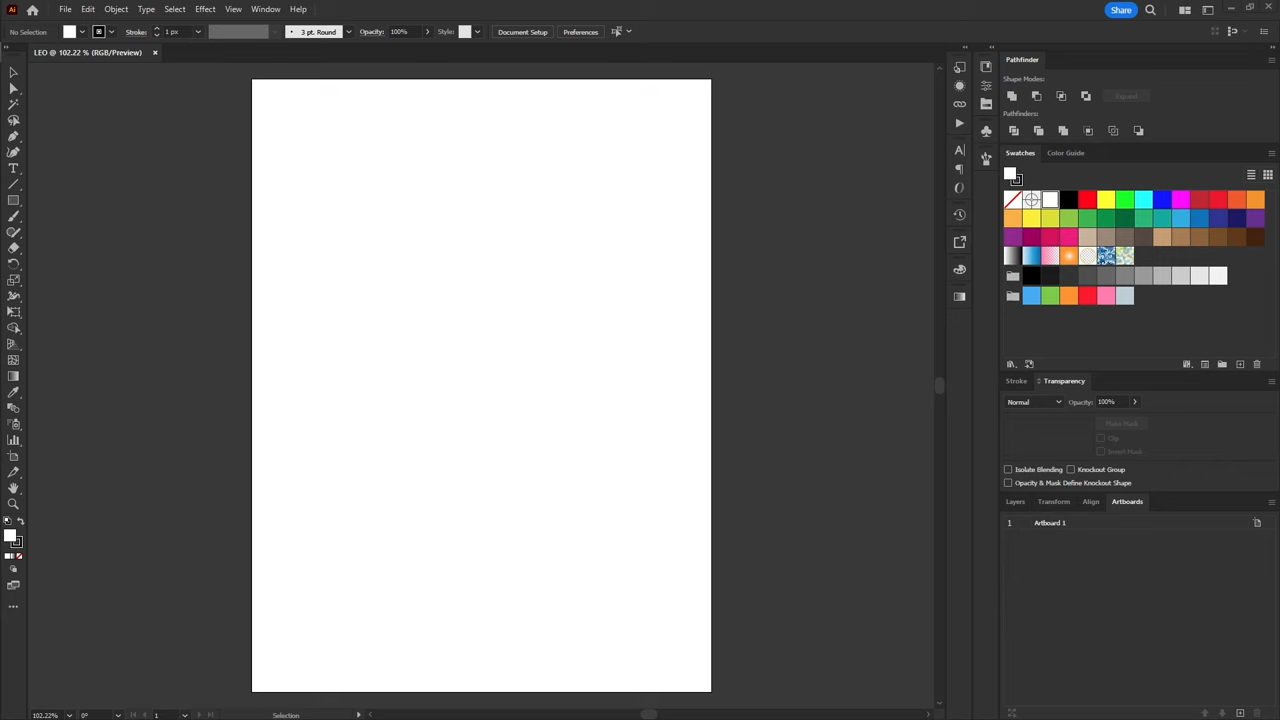 Ai File Edit Object Type Select Effect View Window Help Share
No Selection Stroke: 1 px 3 pt. Round Opacity: 100% Style: Document Setup Preferences
LEO @ 102.22 % (RGB/Preview) ×
Pathfinder
Shape Modes:
Expand
Pathfinders:
Swatches Color Guide
Stroke Transparency
Normal Opacity: 100%
Make Mask
Clip
Invert Mask
Isolate Blending Knockout Group
Opacity & Mask Define Knockout Shape
Layers Transform Align Artboards
1 Artboard 1
102.22% 0° 1 Selection